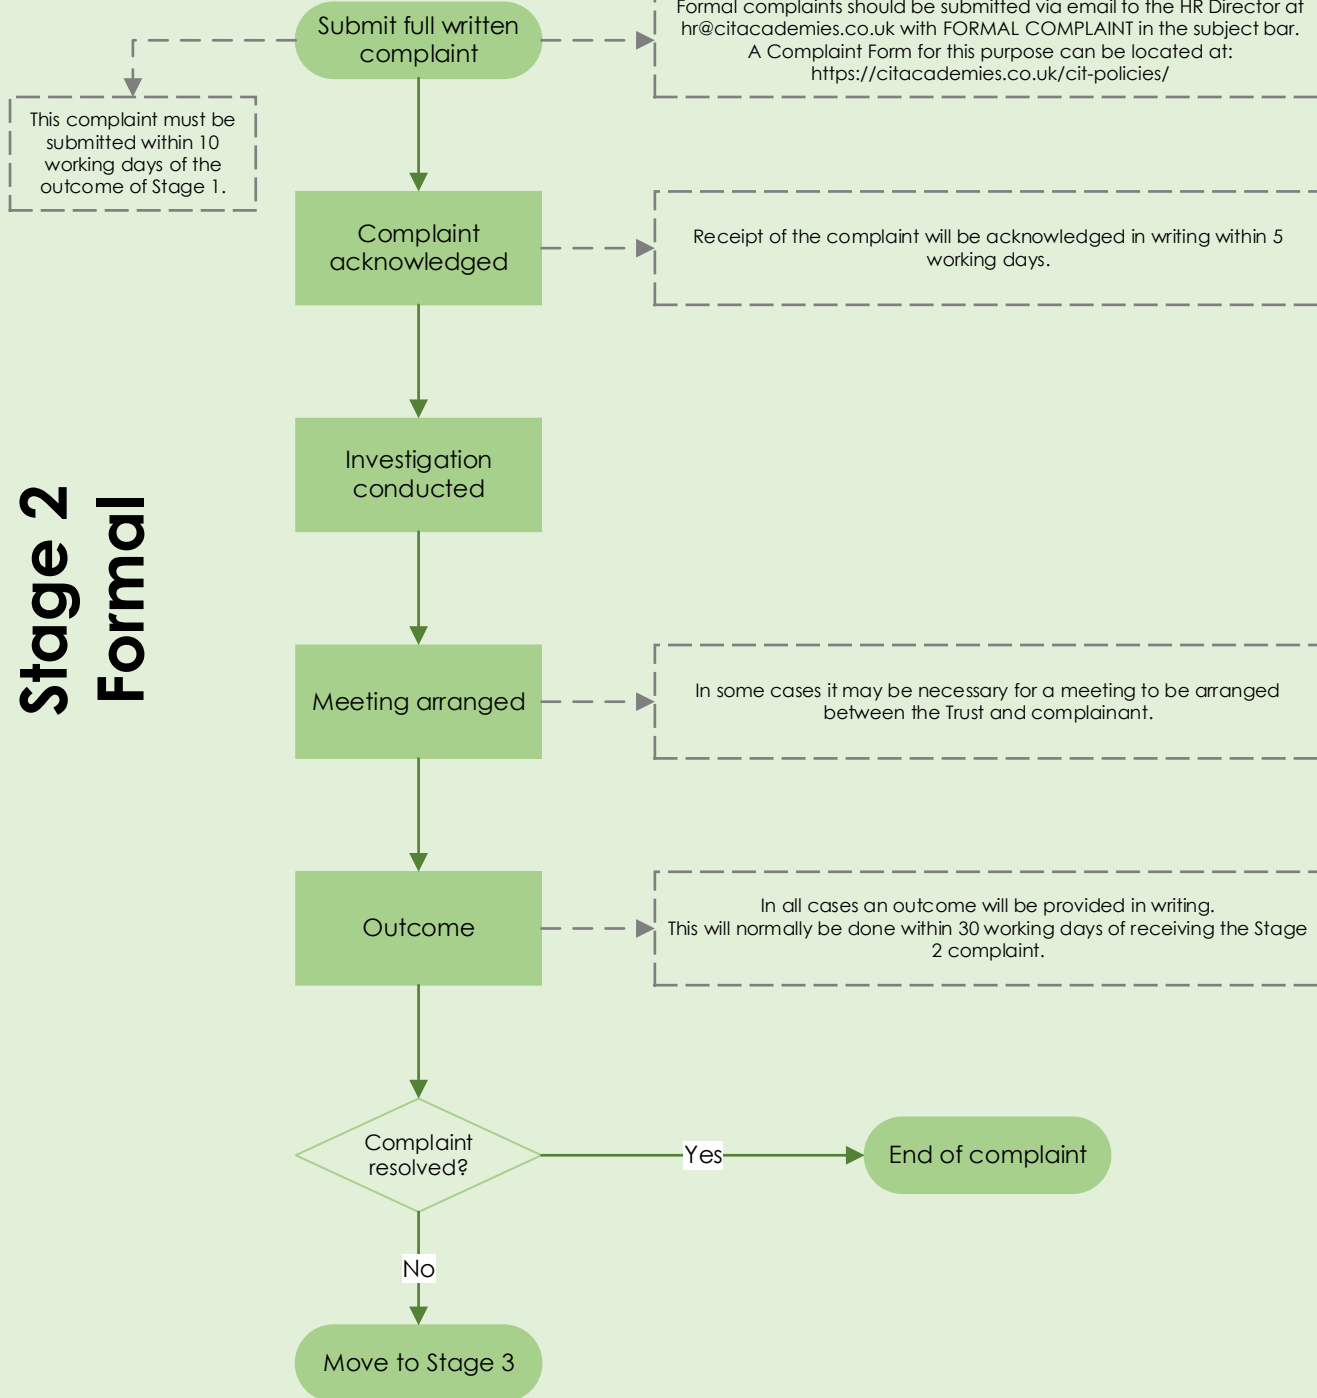 Submit full written
complaint
Formal complaints should be submitted via email to the HR Director at
hr@citacademies.co.uk with FORMAL COMPLAINT in the subject bar.
A Complaint Form for this purpose can be located at:
https://citacademies.co.uk/cit-policies/
This complaint must be
submitted within 10
working days of the
outcome of Stage 1.
Complaint
acknowledged
Receipt of the complaint will be acknowledged in writing within 5
working days.
Investigation
conducted
Stage 2
Formal
Meeting arranged
In some cases it may be necessary for a meeting to be arranged
between the Trust and complainant.
Outcome
In all cases an outcome will be provided in writing.
This will normally be done within 30 working days of receiving the Stage
2 complaint.
Complaint
resolved?
Yes
End of complaint
No
Move to Stage 3